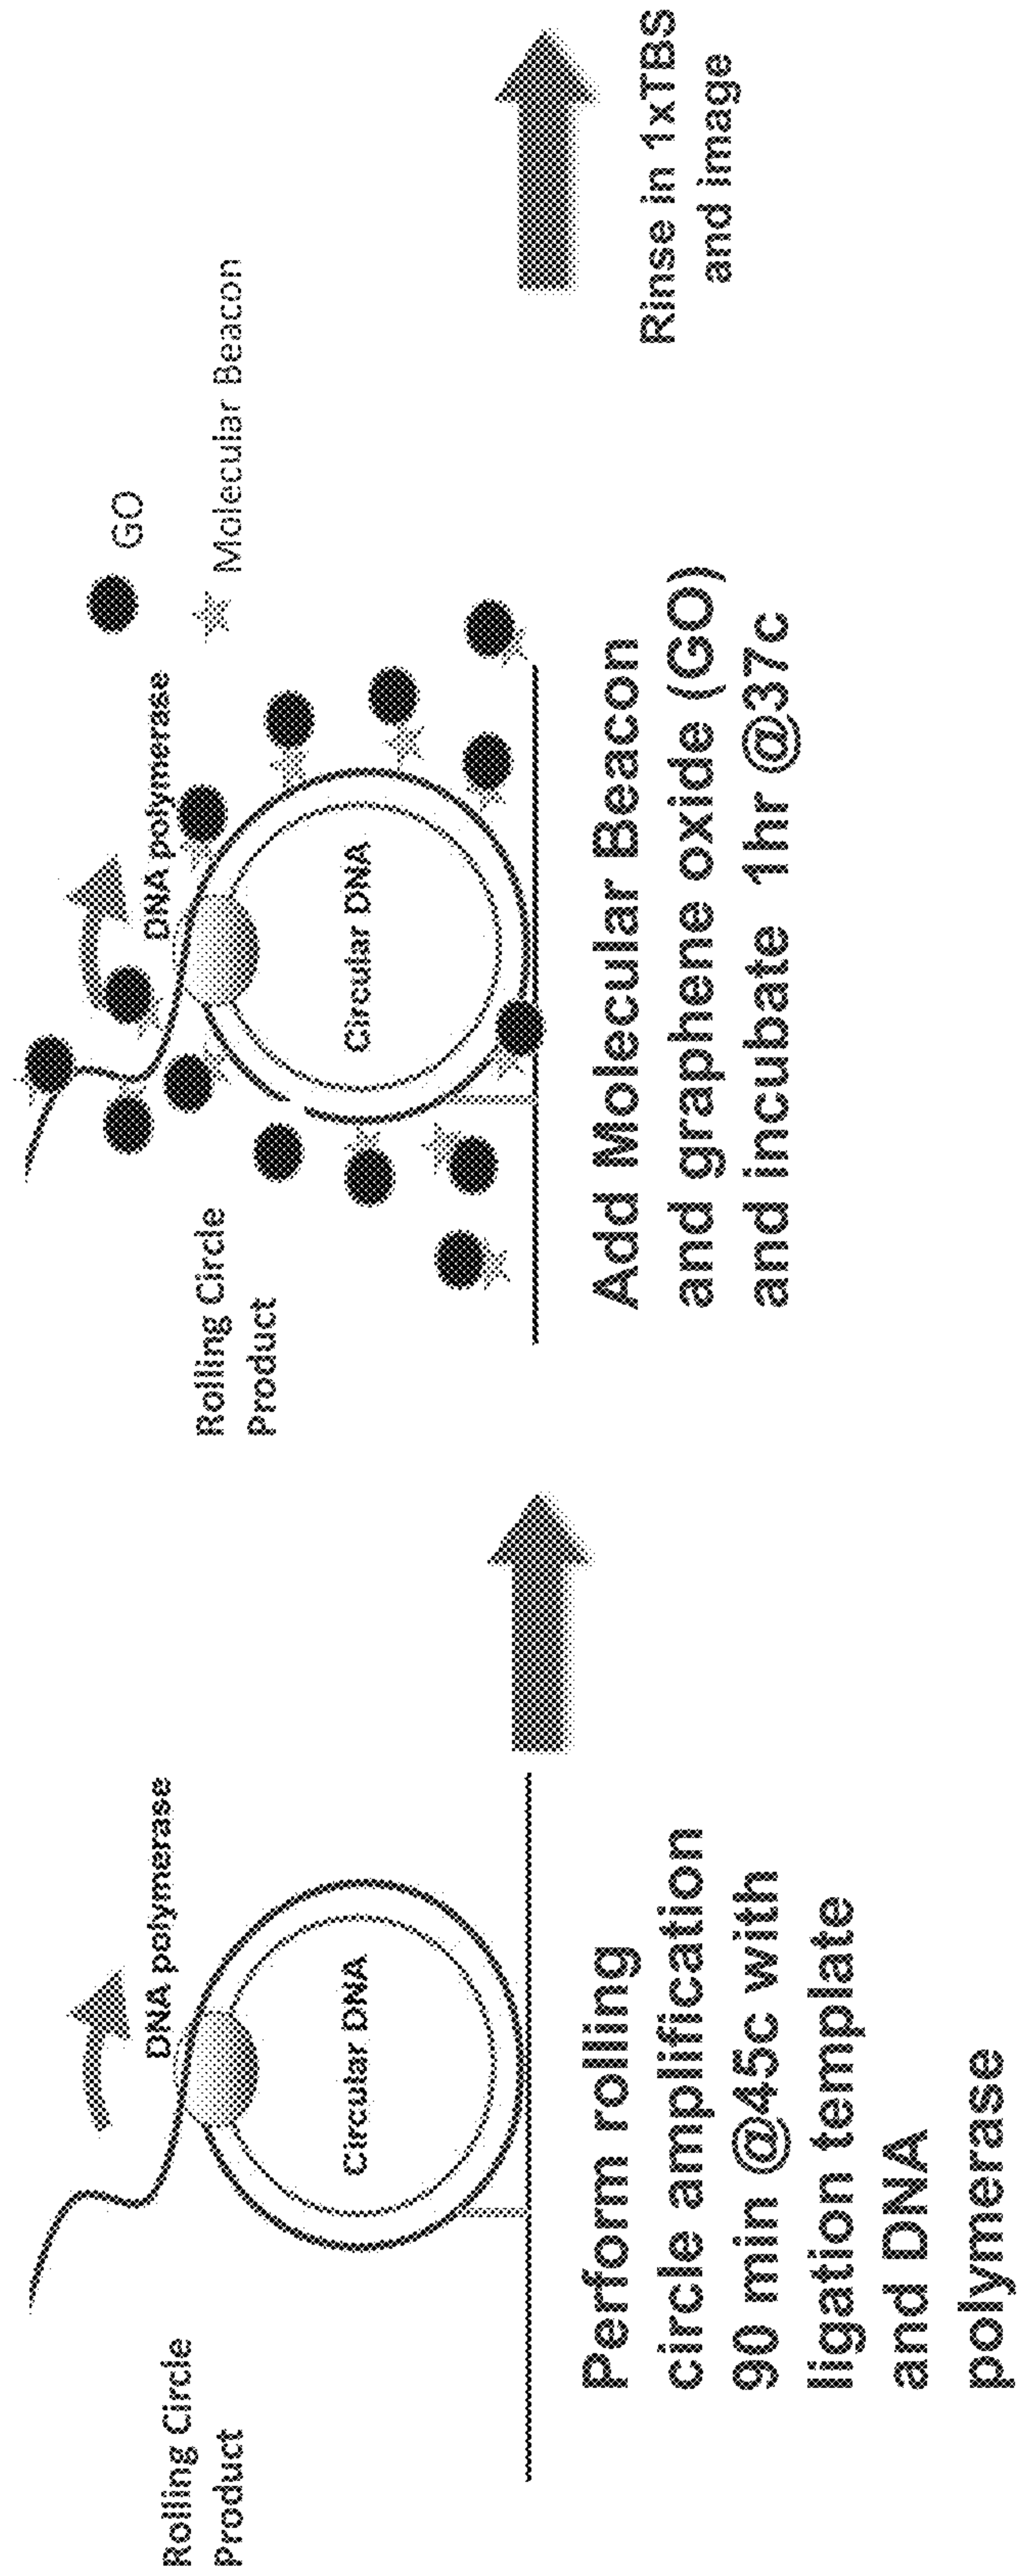 Rolling Circle
Product
DNA polymerase
Circular DNA
Perform rolling
circle amplification
90 min @45c with
ligation template
and DNA
polymerase
Rolling Circle
Product
DNA polymerase
Circular DNA
GO
Molecular Beacon
Add Molecular Beacon
and graphene oxide (GO)
and incubate 1hr @37c
Rinse in 1xTBS
and image